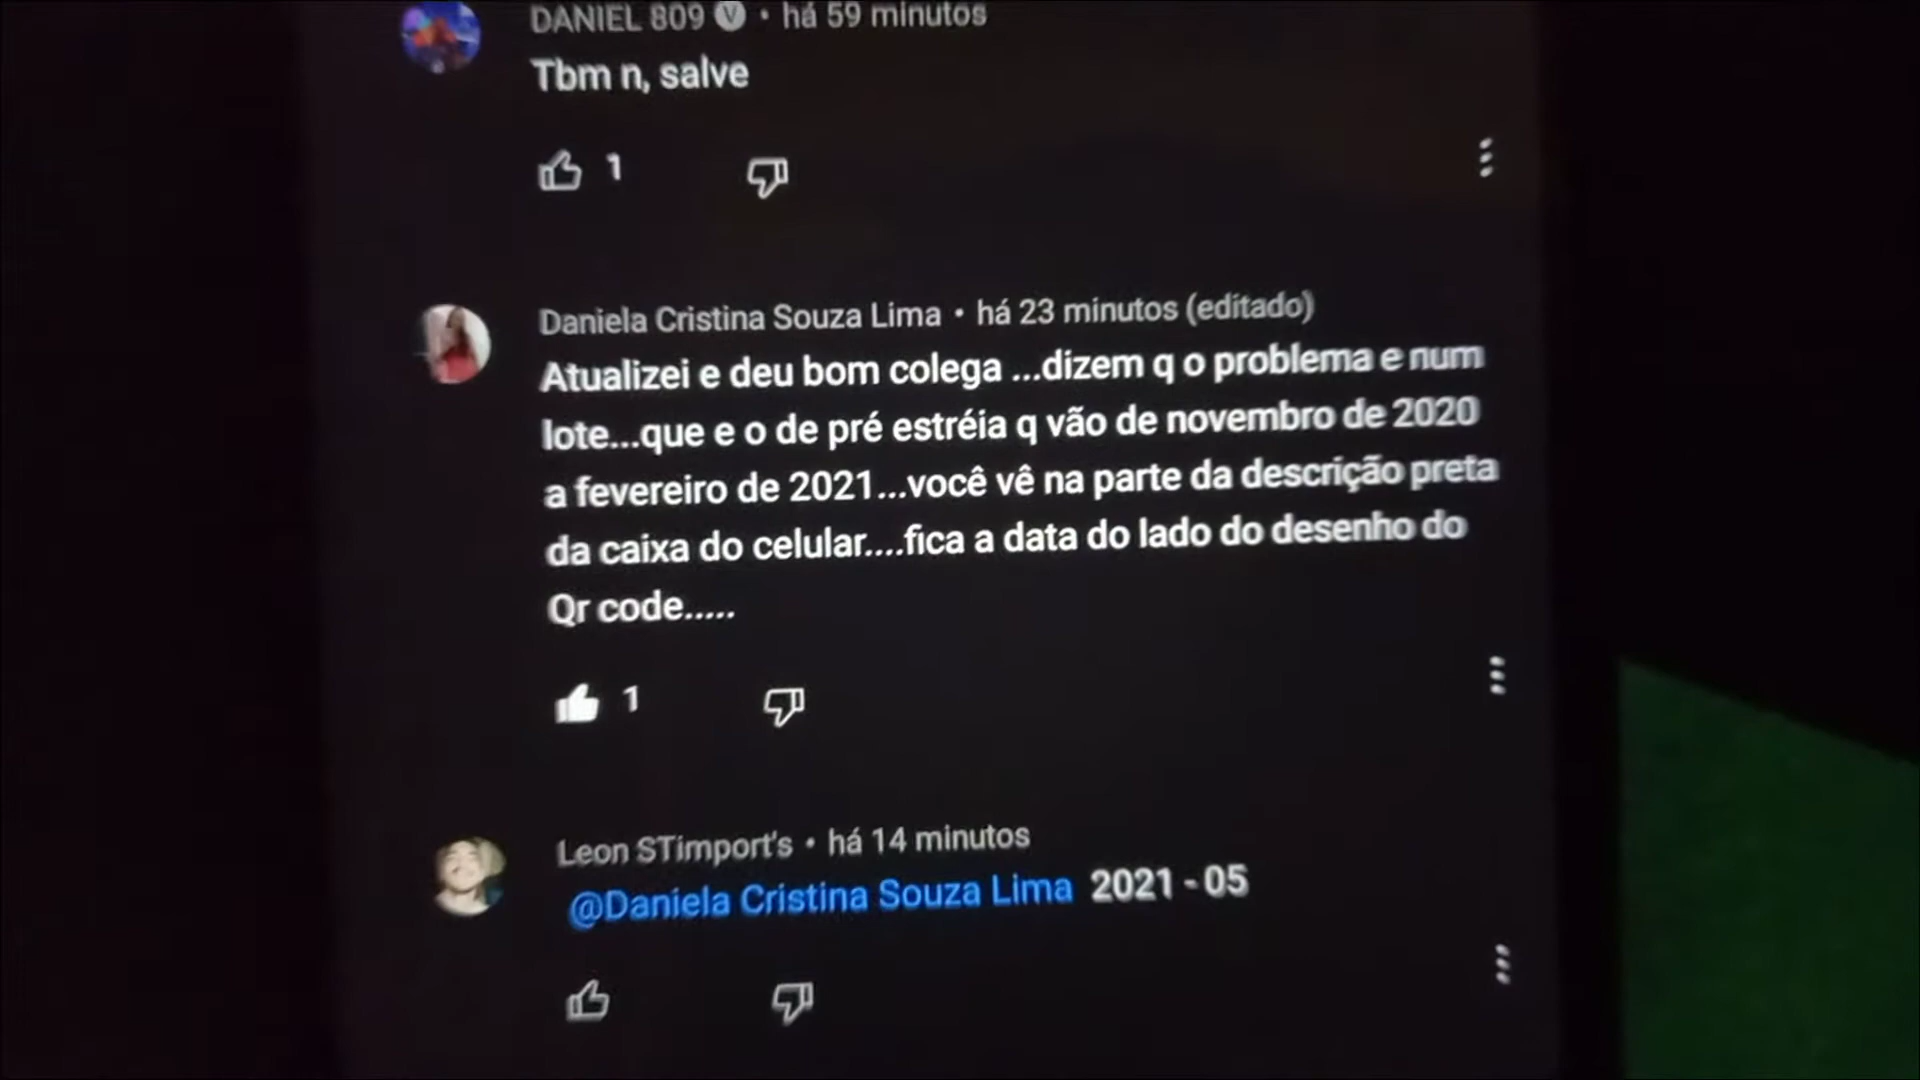 DANIEL 809 V • há 59 minutos
Tbm n, salve
1
Daniela Cristina Souza Lima • há 23 minutos (editado)
Atualizei e deu bom colega ...dizem q o problema e num
lote...que e o de pré estréia q vão de novembro de 2020
a fevereiro de 2021...você vê na parte da descrição preta
da caixa do celular....fica a data do lado do desenho do
Qr code.....
1
Leon STimport's • há 14 minutos
@Daniela Cristina Souza Lima 2021 - 05